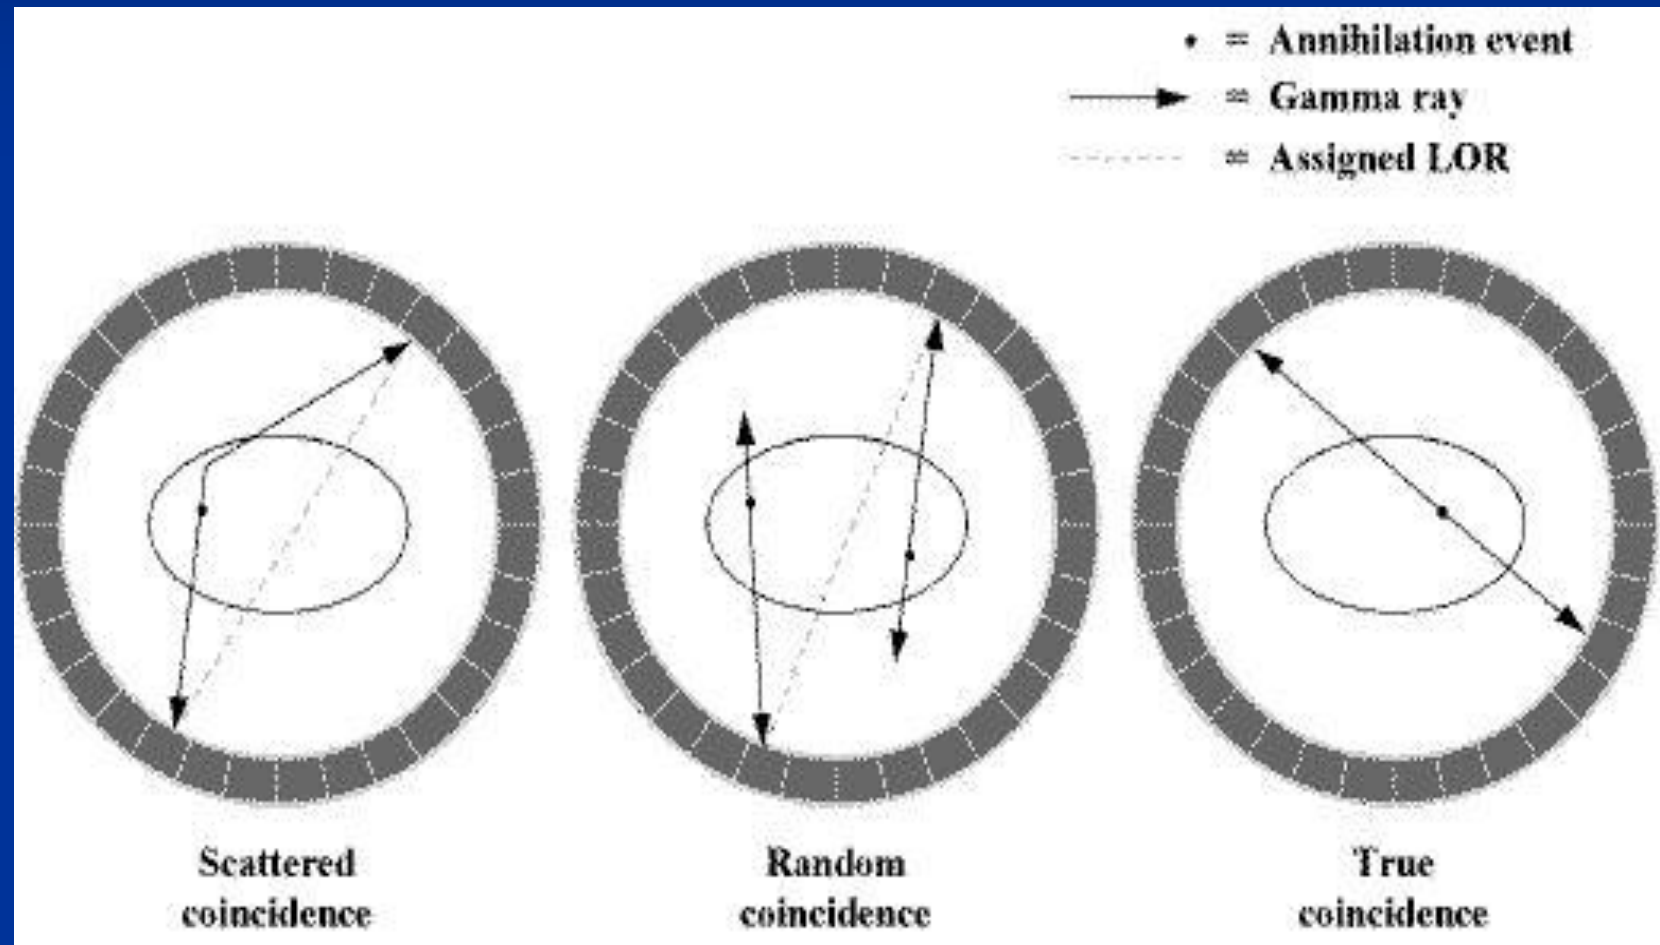 • = Annihilation event
= Gamma ray
= Assigned LOR
Scattered
coincidence
Random
coincidence
True
coincidence